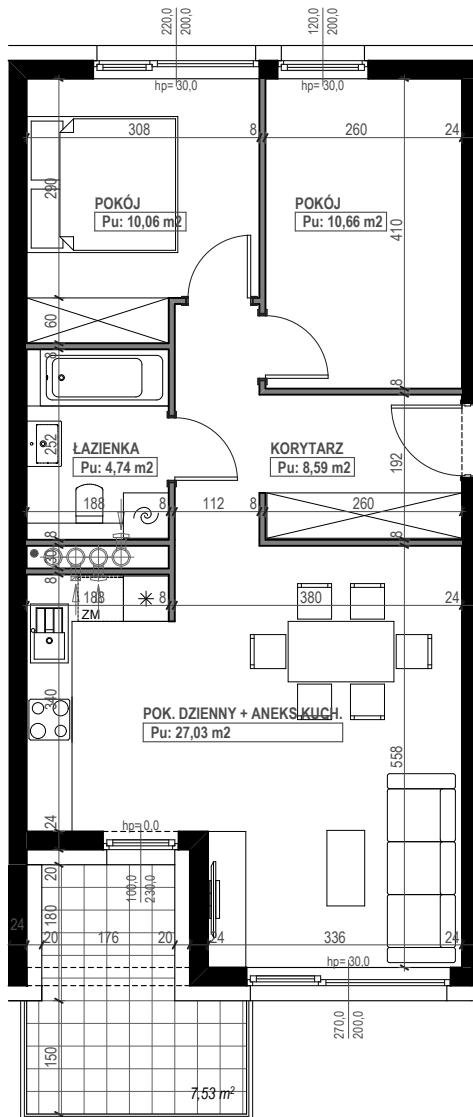 220,0
200,0
120,0
200,0
hp= 30,0
hp= 30,0
308
8
260
24
290
POKÓJ
Pu: 10,06 m2
POKÓJ
Pu: 10,66 m2
410
60
8
8
252
ŁAZIENKA
Pu: 4,74 m2
KORYTARZ
Pu: 8,59 m2
192
188
8
112
8
260
8
30
8
8
188
8
380
24
ZM
340
POK. DZIENNY + ANEKS KUCH.
Pu: 27,03 m2
558
24
hp= 0,0
100,0
230,0
20
180
24
20
176
20
24
336
24
hp= 30,0
270,0
200,0
150
7,53 m²